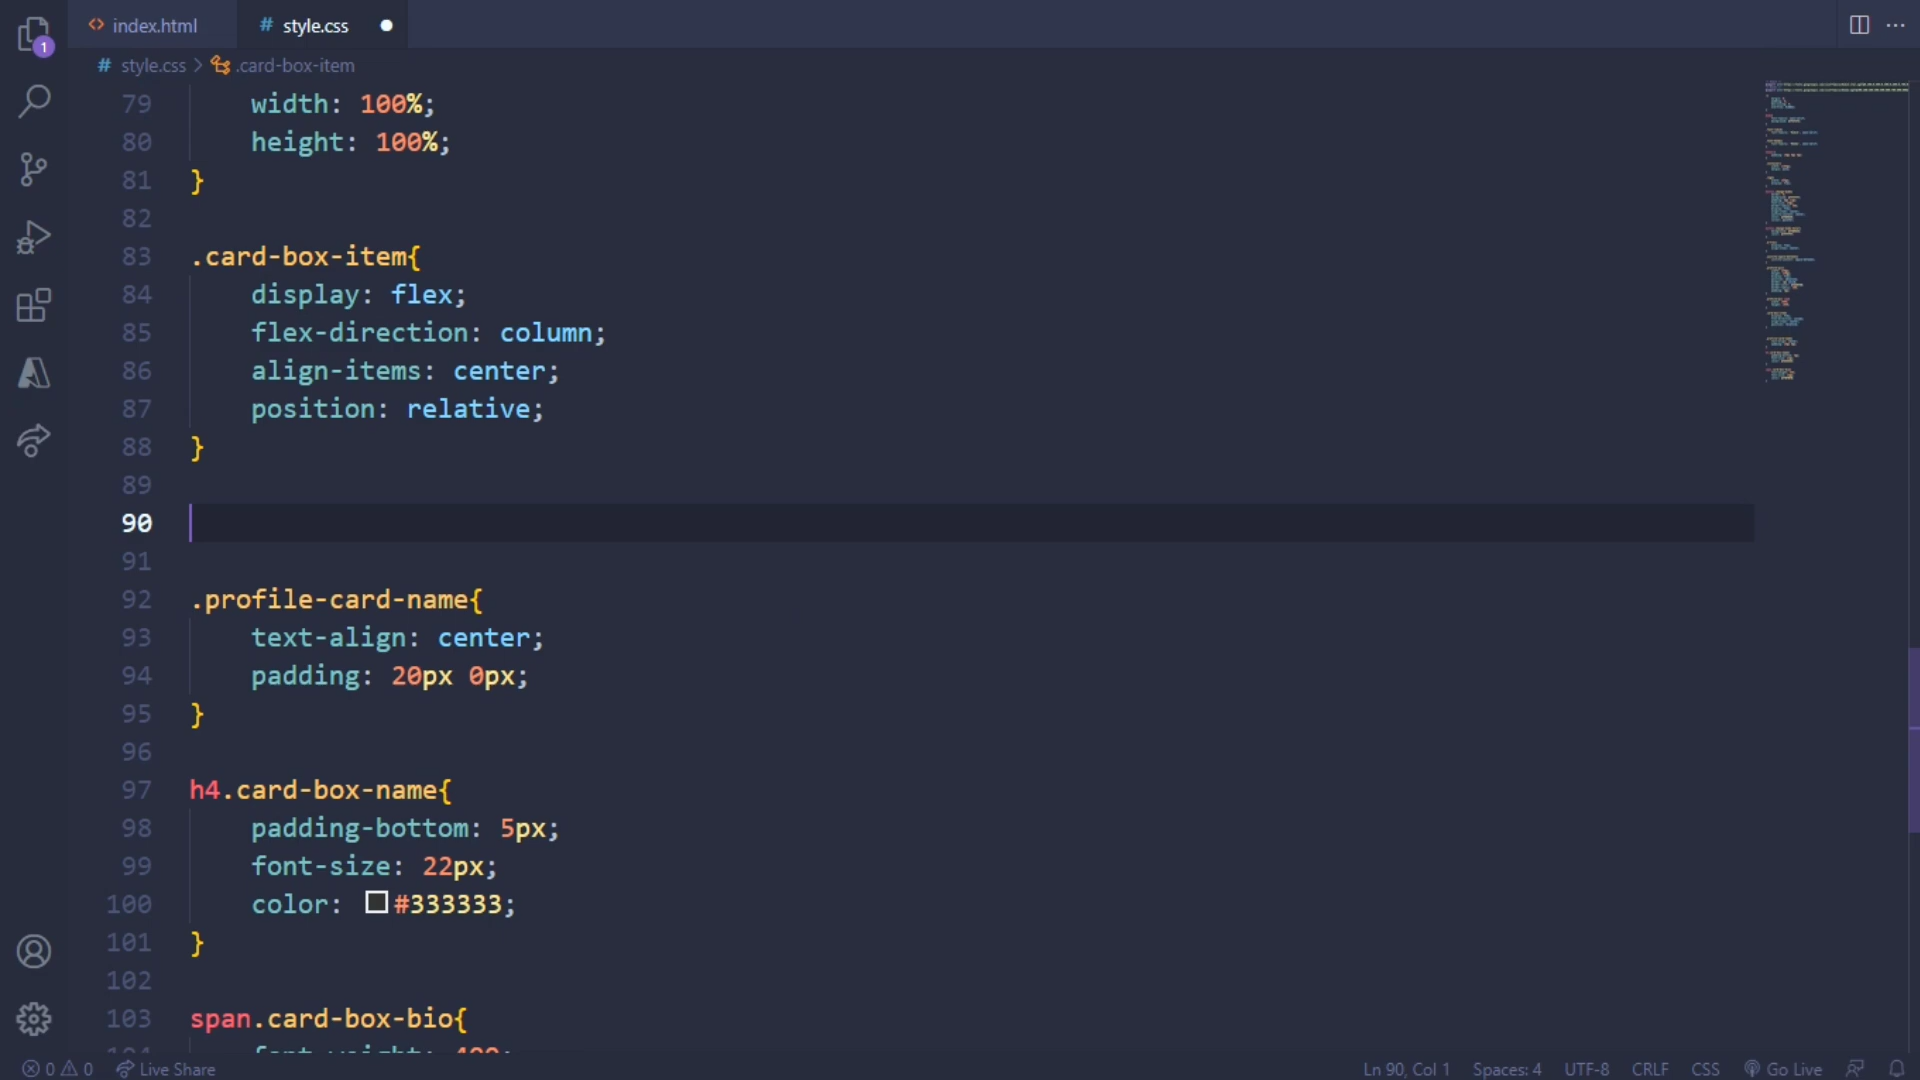 index.html
style.css
style.css > .card-box-item
79 width: 100%;
80 height: 100%;
81 }
82
83 .card-box-item{
84 display: flex;
85 flex-direction: column;
86 align-items: center;
87 position: relative;
88 }
89
90
91
92 .profile-card-name{
93 text-align: center;
94 padding: 20px 0px;
95 }
96
97 h4.card-box-name{
98 padding-bottom: 5px;
99 font-size: 22px;
100 color: #333333;
101 }
102
103 span.card-box-bio{
1
0 0 Live Share
Ln 90, Col 1 Spaces: 4 UTF-8 CRLF CSS Go Live